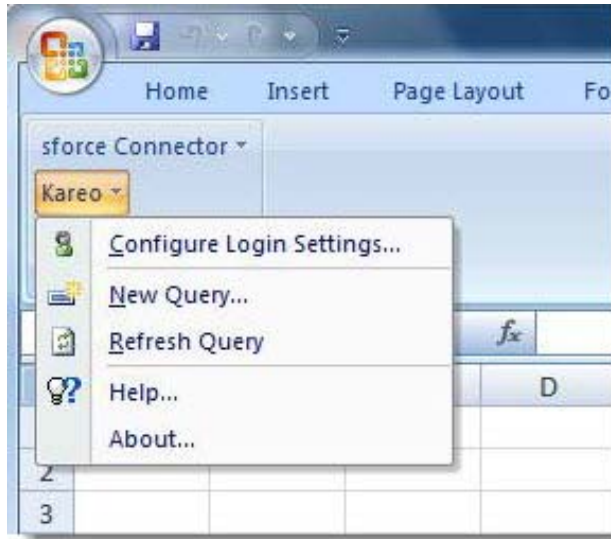 Home Insert Page Layout Fo
sforce Connector
Kareo
Configure Login Settings...
New Query...
Refresh Query
fx
Help...
D
About...
2
3